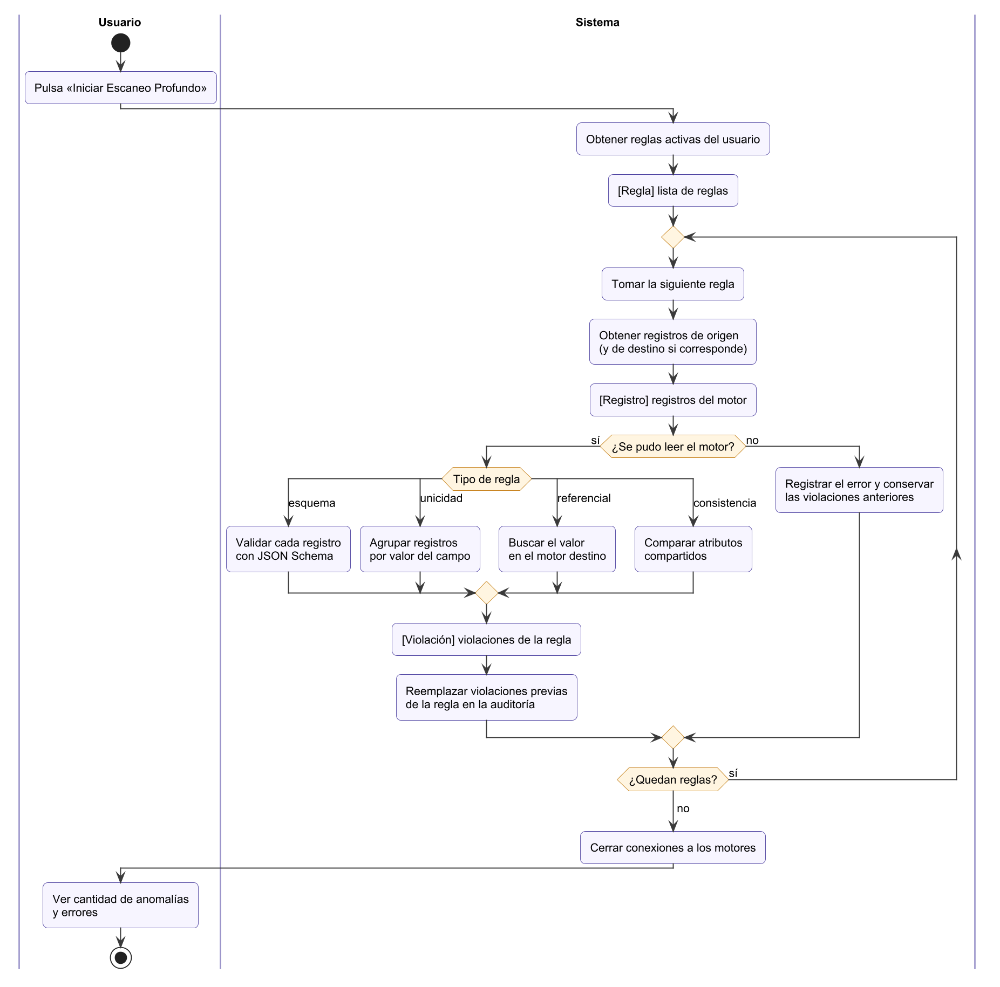 Usuario
Sistema
Pulsa «Iniciar Escaneo Profundo»
Obtener reglas activas del usuario
[Regla] lista de reglas
Tomar la siguiente regla
Obtener registros de origen
(y de destino si corresponde)
[Registro] registros del motor
sí
¿Se pudo leer el motor?
no
Tipo de regla
Registrar el error y conservar
las violaciones anteriores
esquema
unicidad
referencial
consistencia
Validar cada registro
con JSON Schema
Agrupar registros
por valor del campo
Buscar el valor
en el motor destino
Comparar atributos
compartidos
[Violación] violaciones de la regla
Reemplazar violaciones previas
de la regla en la auditoría
¿Quedan reglas?
sí
no
Cerrar conexiones a los motores
Ver cantidad de anomalías
y errores